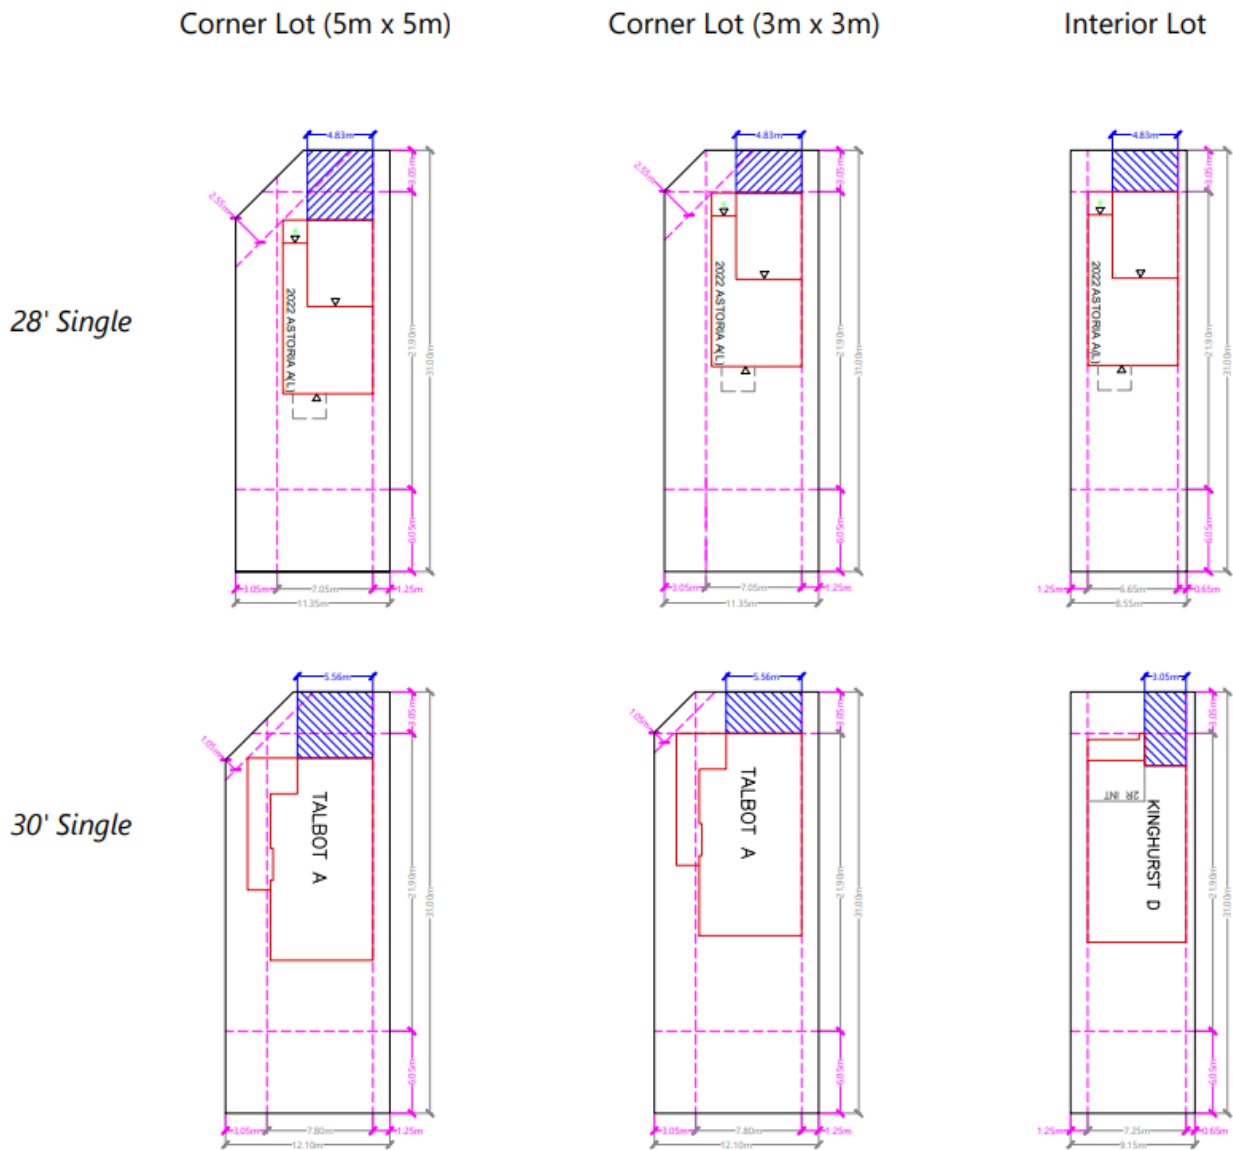 Corner Lot (5m x 5m)
Corner Lot (3m x 3m)
Interior Lot
28' Single
4.83m
2.55m
3.05m
2022 ASTORIA A(L)
21.90m
31.00m
6.05m
3.05m
7.05m
1.25m
11.35m
4.83m
2.55m
3.05m
2022 ASTORIA A(L)
21.90m
31.00m
6.05m
3.05m
7.05m
1.25m
11.35m
4.83m
3.05m
2022 ASTORIA A(L)
21.90m
31.00m
6.05m
1.25m
6.65m
0.65m
8.55m
30' Single
5.56m
1.05m
3.05m
TALBOT A
21.90m
31.00m
6.05m
3.05m
7.80m
1.25m
12.10m
5.56m
1.05m
3.05m
TALBOT A
21.90m
31.00m
6.05m
3.05m
7.80m
1.25m
12.10m
3.05m
3.05m
2R INT
KINGHURST D
21.90m
31.00m
6.05m
1.25m
7.25m
0.65m
9.15m